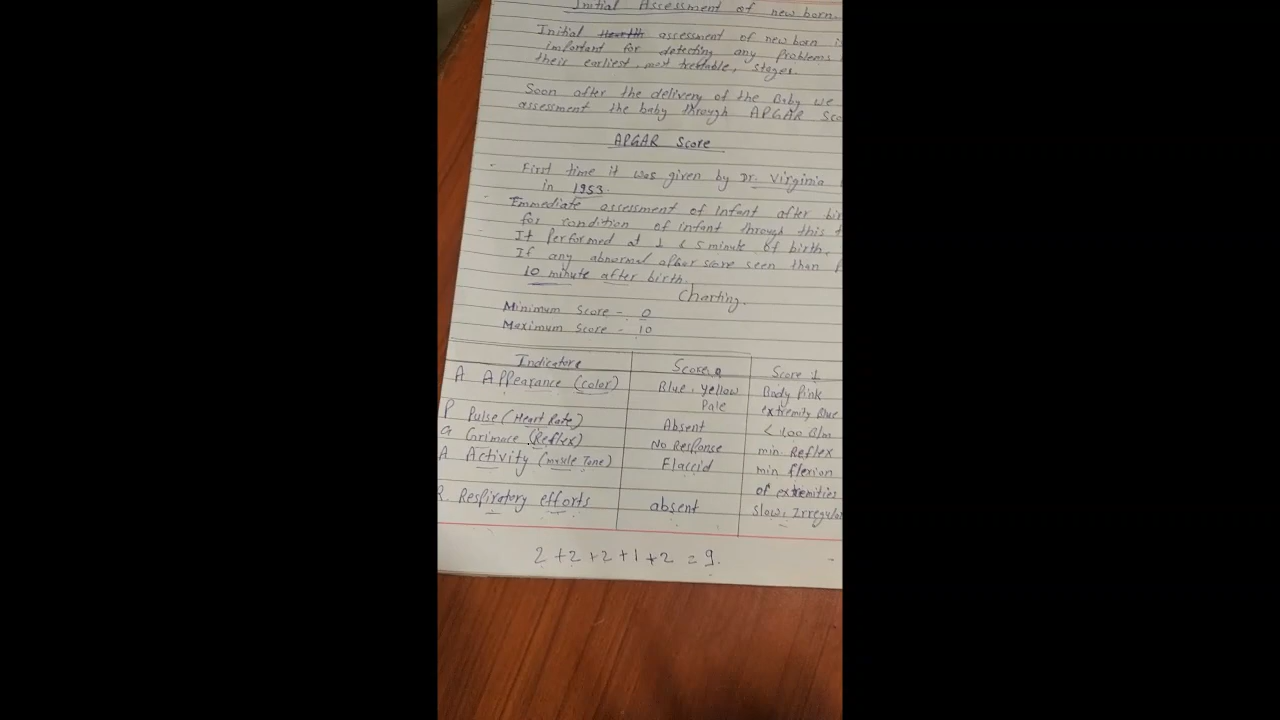 Initial Assessment of new born.
Initial Health assessment of new born is
important for detecting any problems
their earliest, most treatable, stages.
Soon after the delivery of the Baby we
assessment the baby through APGAR Sco
APGAR Score
- First time it was given by Dr. Virginia
in 1953.
- Emmediate assessment of Infant after bir
for condition of infant through this t
- It Performed at 1 & 5 minute of birth.
If any abnormal afgar score seen than
10 minute after birth.
Charting.
Minimum Score - 0
Maximum Score - 10
Indicators Score 0 Score 1
A Appearance (color) Blue, Yellow Body Pink
Pale extremity Blue
P Pulse (Heart Rate) Absent < 100 B/m
G Grimace (Reflex) No Response min Reflex
A Activity (muscle Tone) Flaccid min flexion
of extremities
R. Respiratory efforts absent slow, Irregular
2 + 2 + 2 + 1 + 2 = 9.